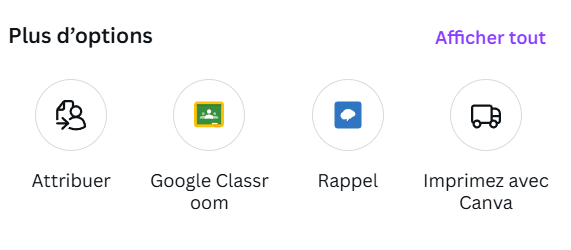 Plus d’options
Afficher tout
Attribuer
Google Classr
oom
Rappel
Imprimez avec
Canva